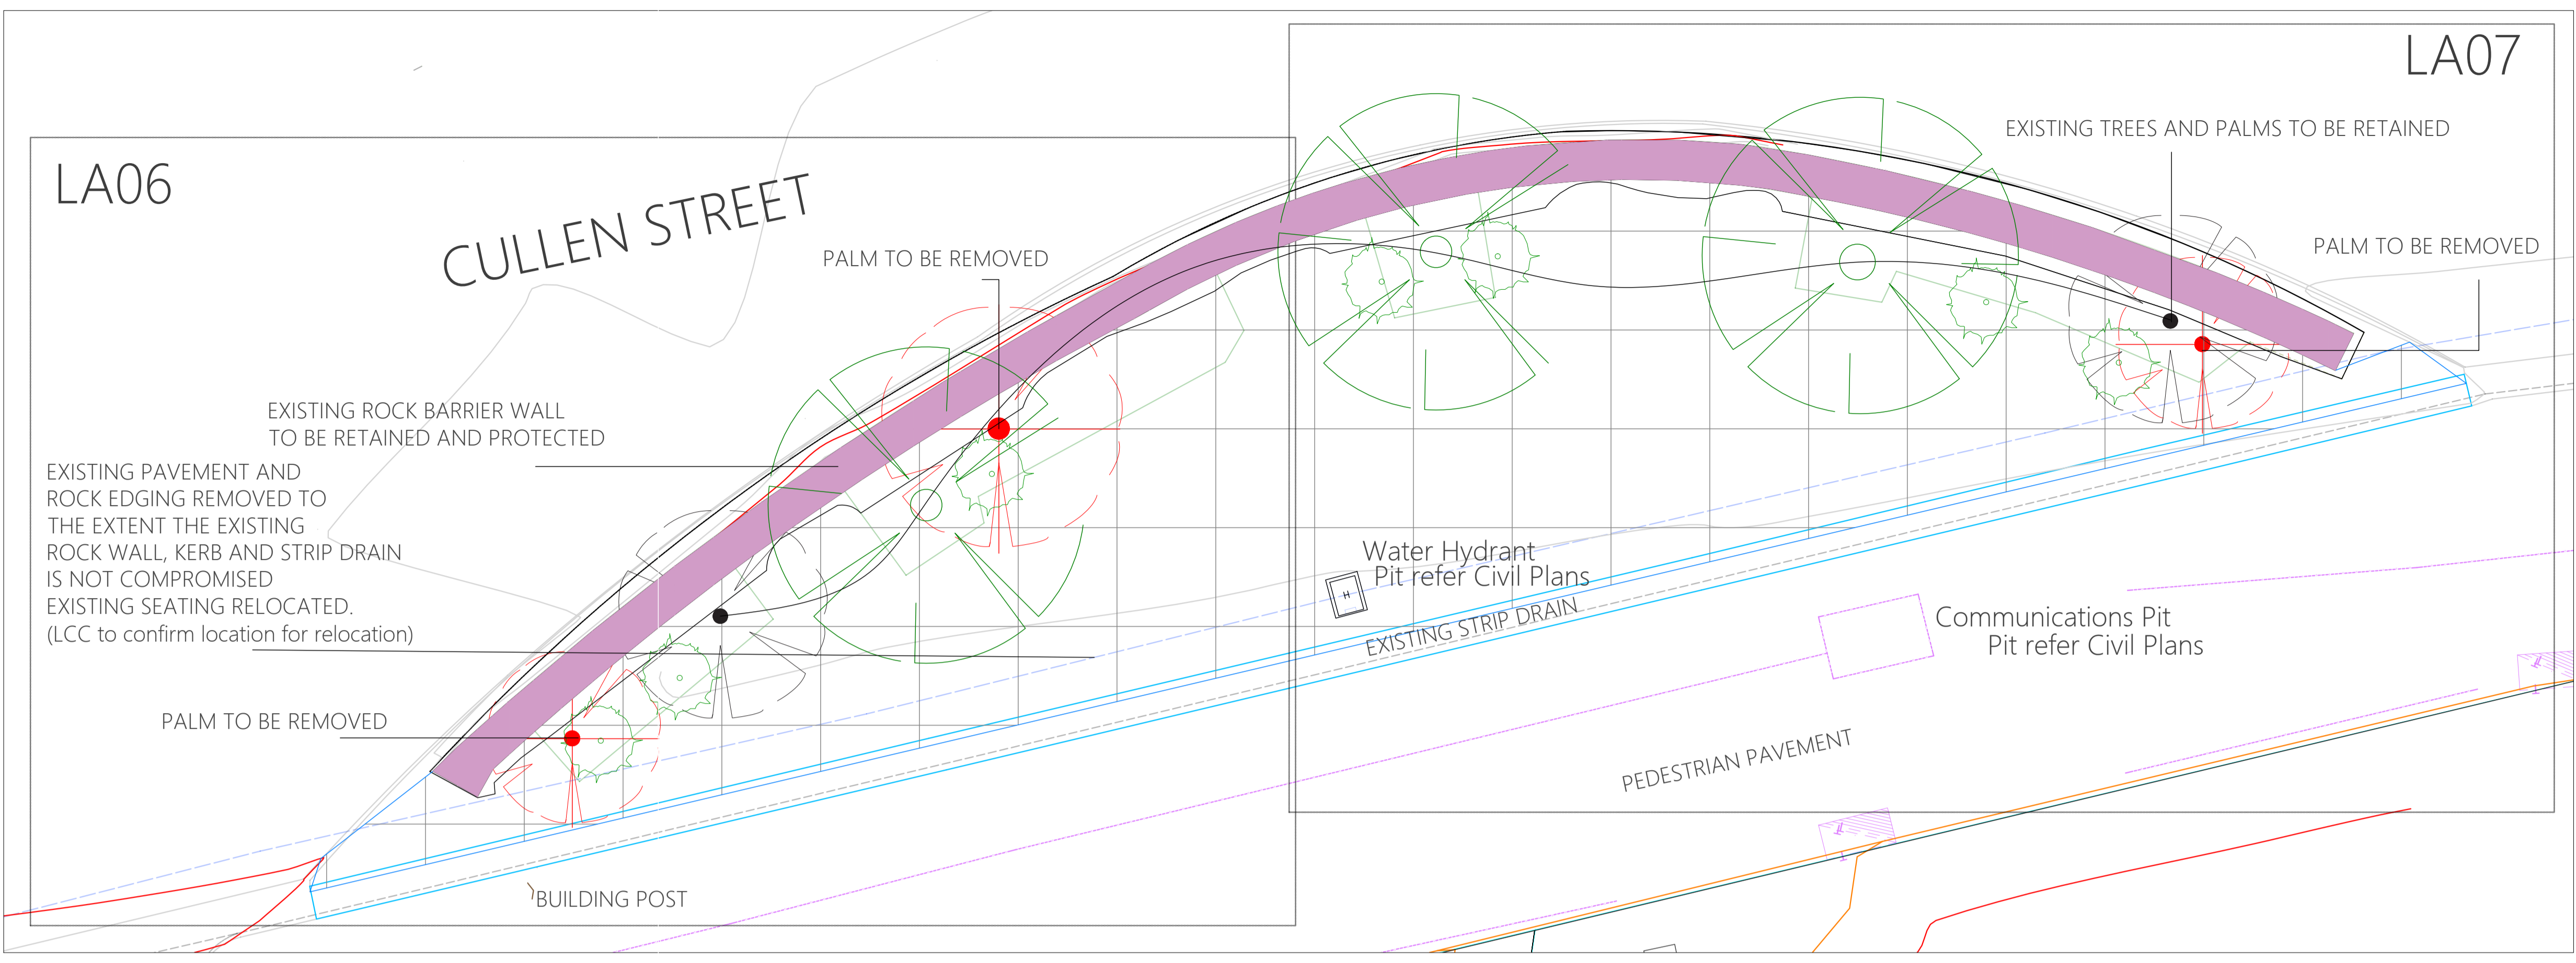 LA07
EXISTING TREES AND PALMS TO BE RETAINED
LA06
CULLEN STREET
PALM TO BE REMOVED
PALM TO BE REMOVED
EXISTING ROCK BARRIER WALL
TO BE RETAINED AND PROTECTED
EXISTING PAVEMENT AND
ROCK EDGING REMOVED TO
THE EXTENT THE EXISTING
ROCK WALL, KERB AND STRIP DRAIN
IS NOT COMPROMISED
EXISTING SEATING RELOCATED.
(LCC to confirm location for relocation)
Water Hydrant
Pit refer Civil Plans
H
EXISTING STRIP DRAIN
Communications Pit
Pit refer Civil Plans
PALM TO BE REMOVED
PEDESTRIAN PAVEMENT
BUILDING POST